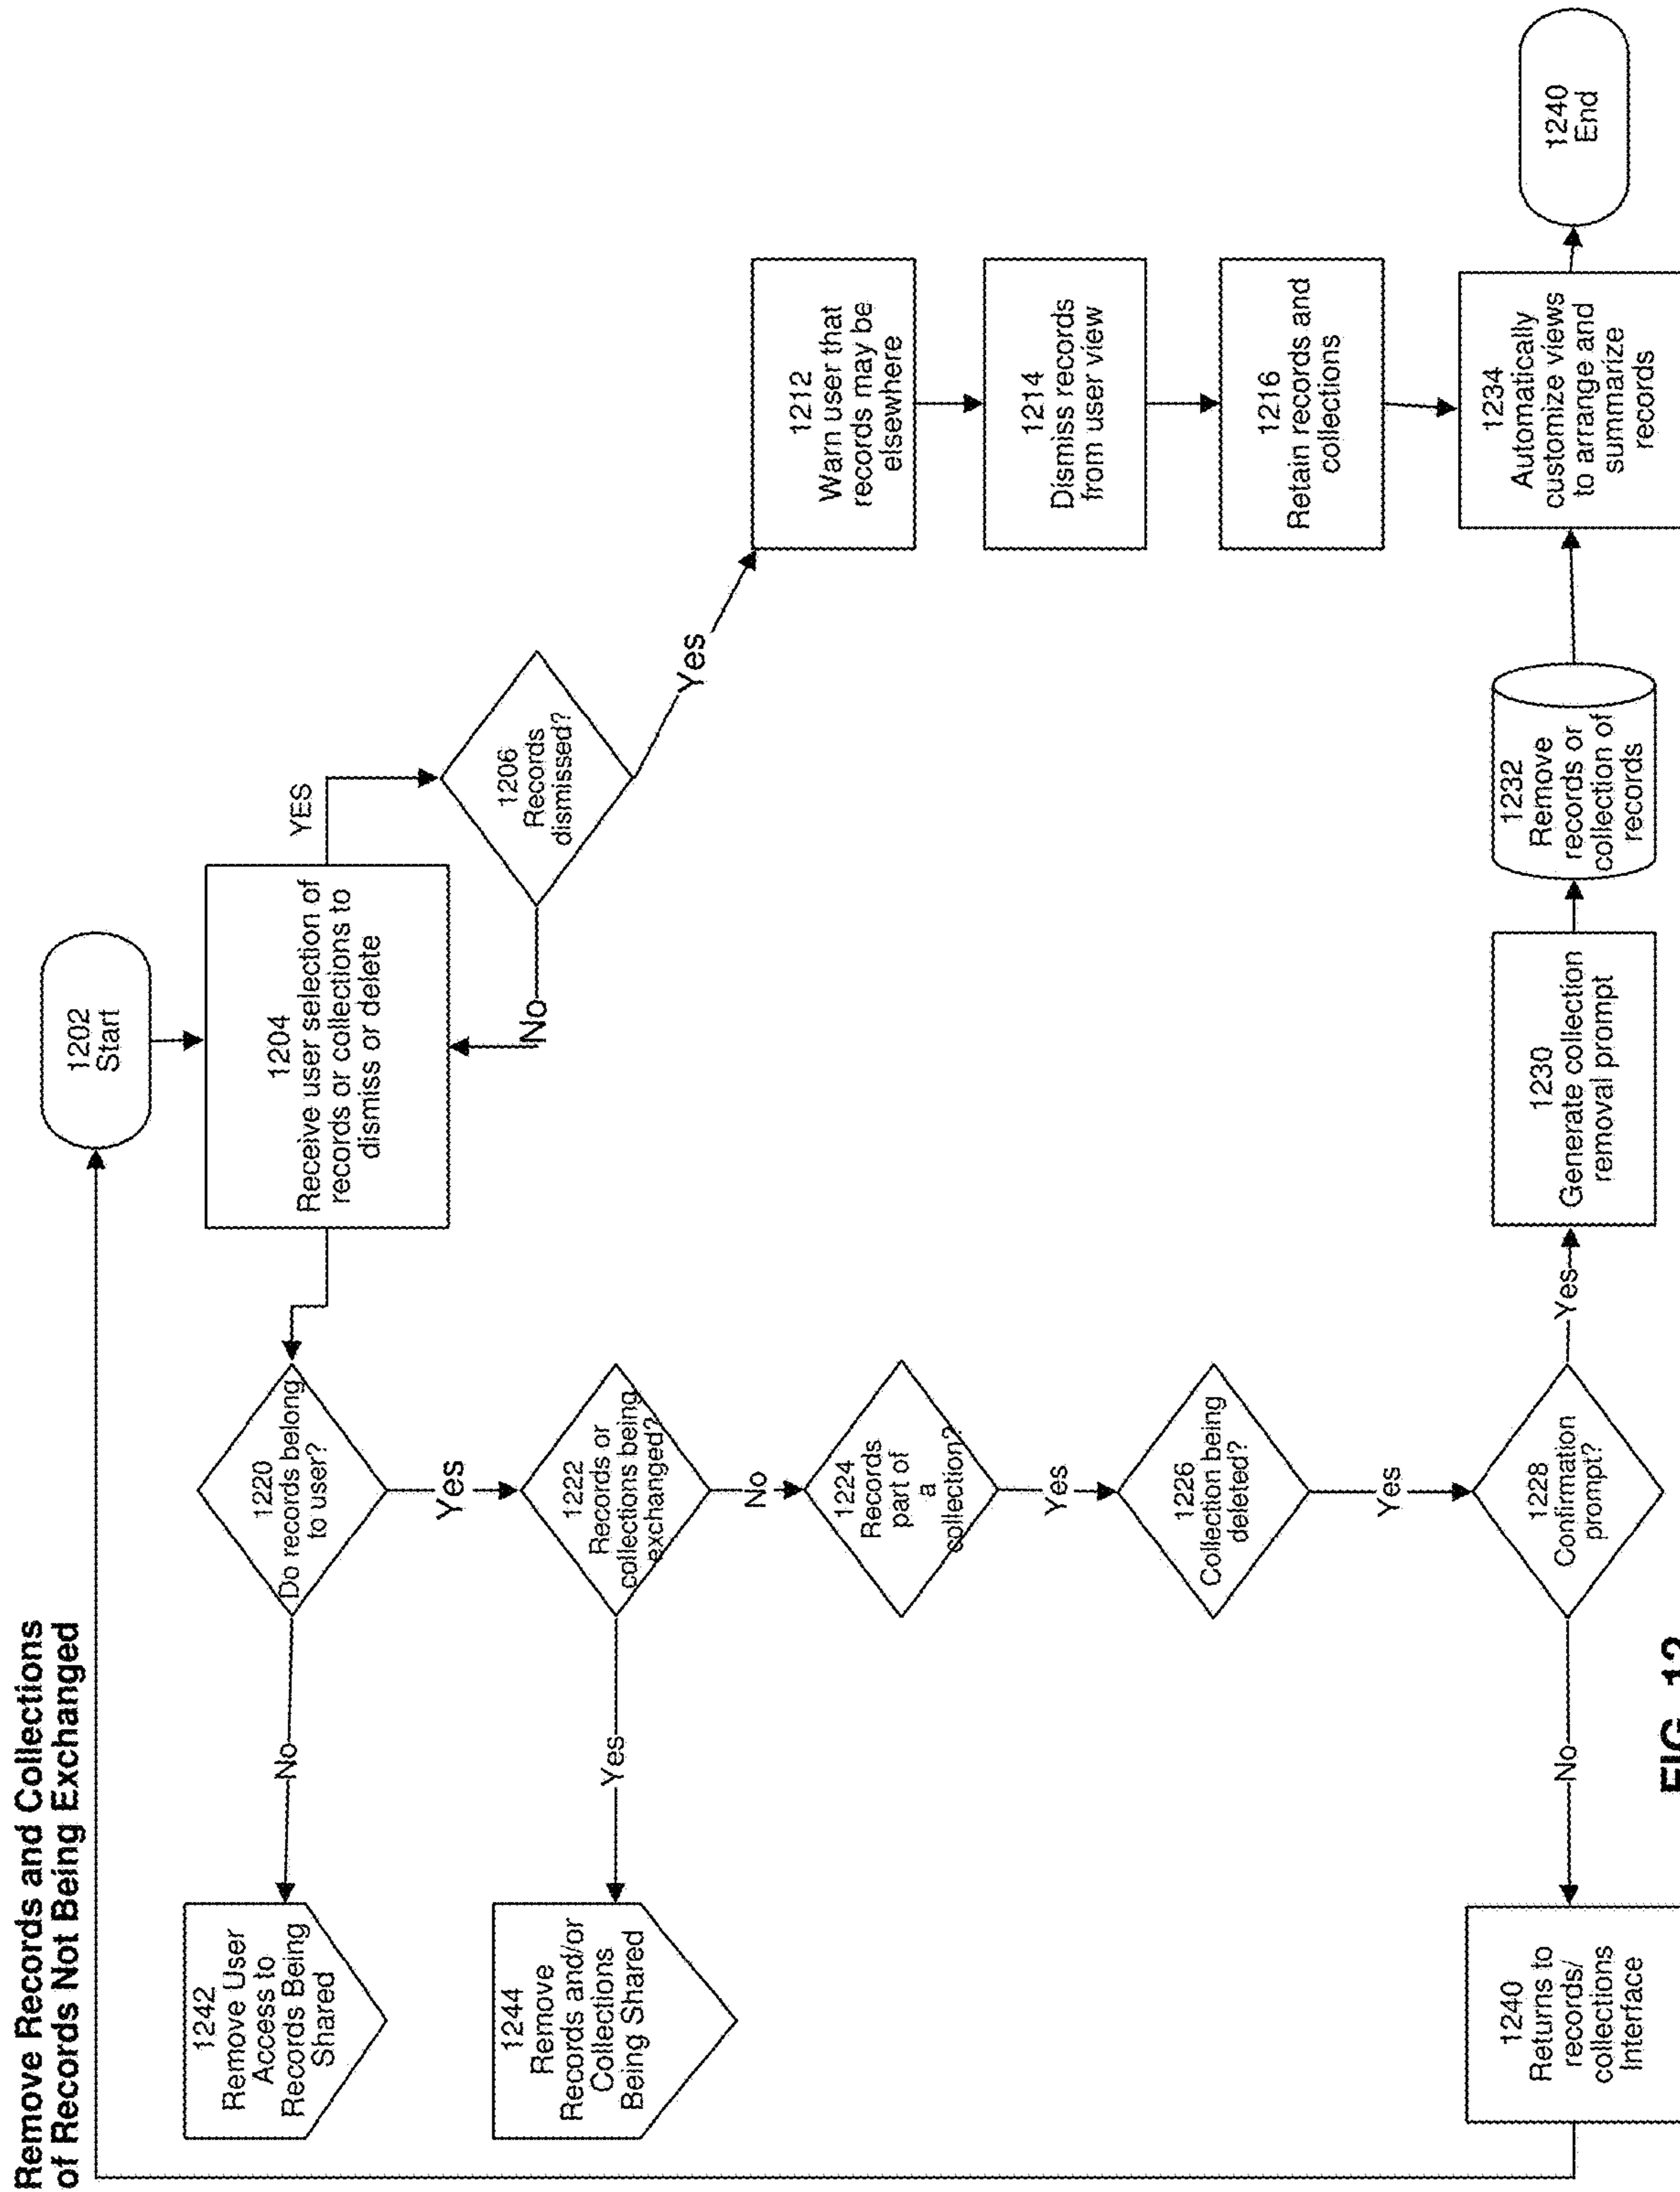 Remove Records and Collections
of Records Not Being Exchanged
1202
Start
1204
Receive user selection of
records or collections to
dismiss or delete
YES
1206
Records
dismissed?
No
Yes
1212
Warn user that
records may be
elsewhere
1214
Dismiss records
from user view
1216
Retain records and
collections
1220
Do records belong
to user?
No
Yes
1242
Remove User
Access to
Records Being
Shared
1222
Records or
collections being
exchanged?
Yes
No
1244
Remove
Records and/or
Collections
Being Shared
1224
Records
part of
a
collection?
Yes
1226
Collection being
deleted?
Yes
1228
Confirmation
prompt?
No
Yes
1240
Returns to
records/
collections
Interface
1230
Generate collection
removal prompt
1232
Remove
records or
collection of
records
1234
Automatically
customize views
to arrange and
summarize
records
1240
End
FIG. 12